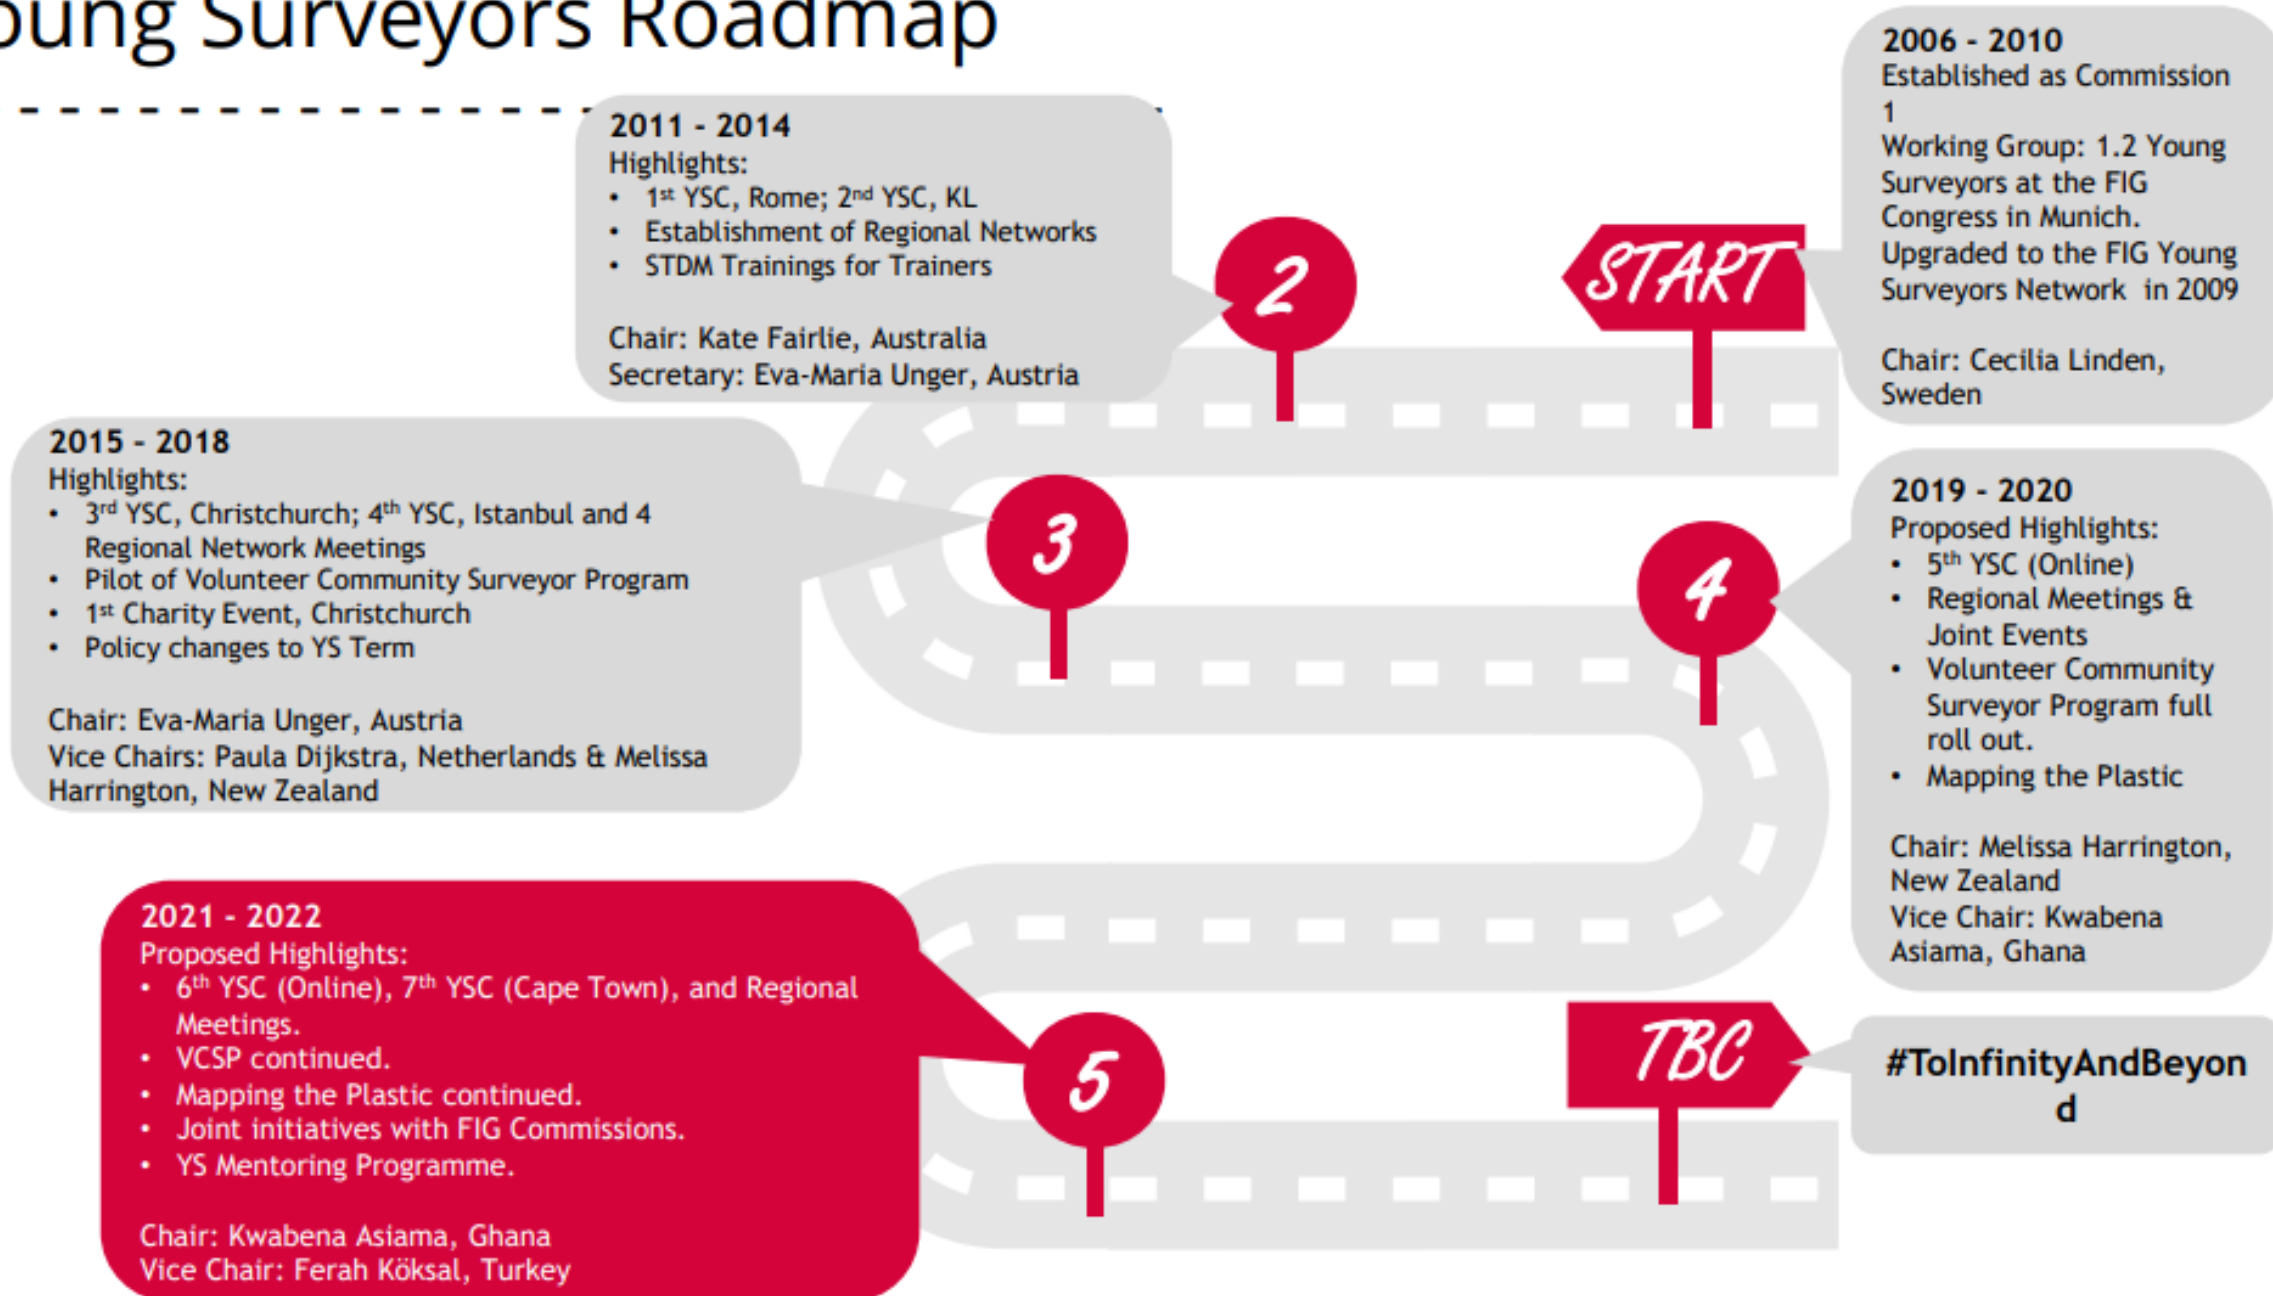 oung Surveyors Roadmap
2006 - 2010
Established as Commission
1
Working Group: 1.2 Young
Surveyors at the FIG
Congress in Munich.
Upgraded to the FIG Young
Surveyors Network in 2009
Chair: Cecilia Linden,
Sweden
START
2011 - 2014
Highlights:
• 1st YSC, Rome; 2nd YSC, KL
• Establishment of Regional Networks
• STDM Trainings for Trainers
Chair: Kate Fairlie, Australia
Secretary: Eva-Maria Unger, Austria
2
2015 - 2018
Highlights:
• 3rd YSC, Christchurch; 4th YSC, Istanbul and 4
Regional Network Meetings
• Pilot of Volunteer Community Surveyor Program
• 1st Charity Event, Christchurch
• Policy changes to YS Term
Chair: Eva-Maria Unger, Austria
Vice Chairs: Paula Dijkstra, Netherlands & Melissa
Harrington, New Zealand
3
2019 - 2020
Proposed Highlights:
• 5th YSC (Online)
• Regional Meetings &
Joint Events
• Volunteer Community
Surveyor Program full
roll out.
• Mapping the Plastic
Chair: Melissa Harrington,
New Zealand
Vice Chair: Kwabena
Asiama, Ghana
4
2021 - 2022
Proposed Highlights:
• 6th YSC (Online), 7th YSC (Cape Town), and Regional
Meetings.
• VCSP continued.
• Mapping the Plastic continued.
• Joint initiatives with FIG Commissions.
• YS Mentoring Programme.
Chair: Kwabena Asiama, Ghana
Vice Chair: Ferah Köksal, Turkey
5
TBC
#ToInfinityAndBeyon
d